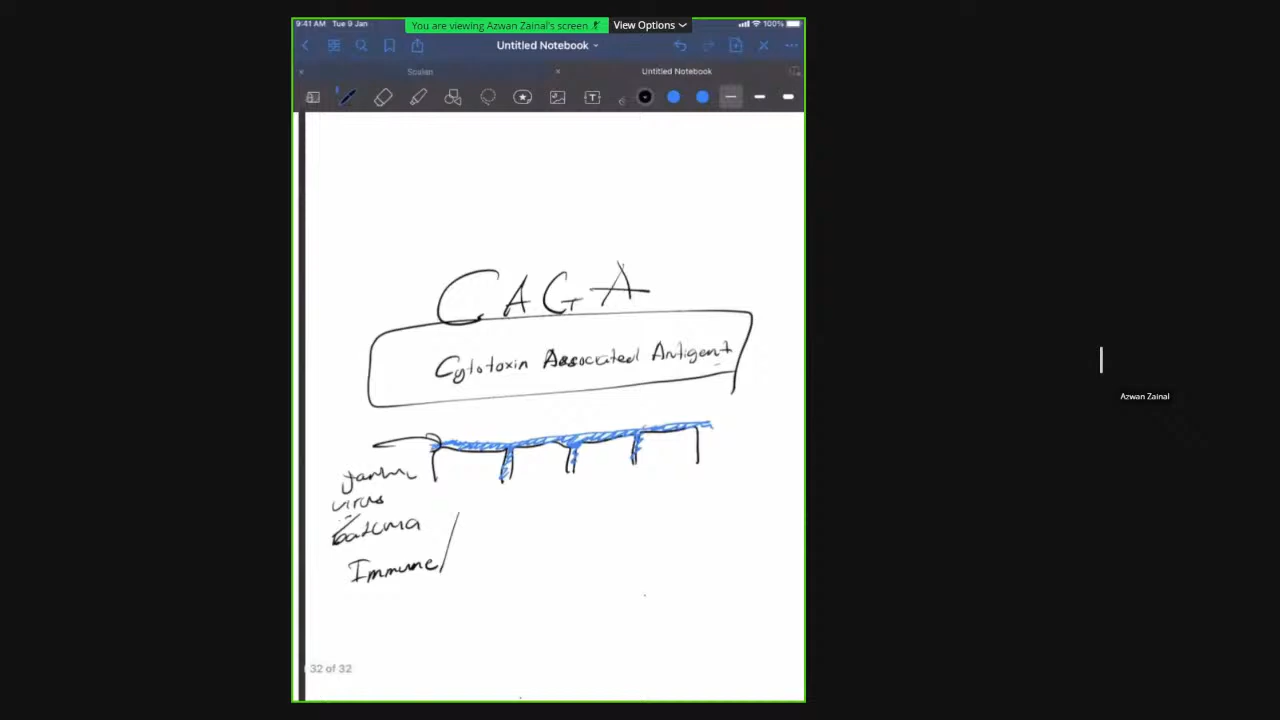 9:41 AM Tue 9 Jan
You are viewing Azwan Zainal's screen
View Options
100%
Untitled Notebook
Soulan
Untitled Notebook
CAGA
Cytotoxin Associated Antigent
virus
Immune
32 of 32
Azwan Zainal